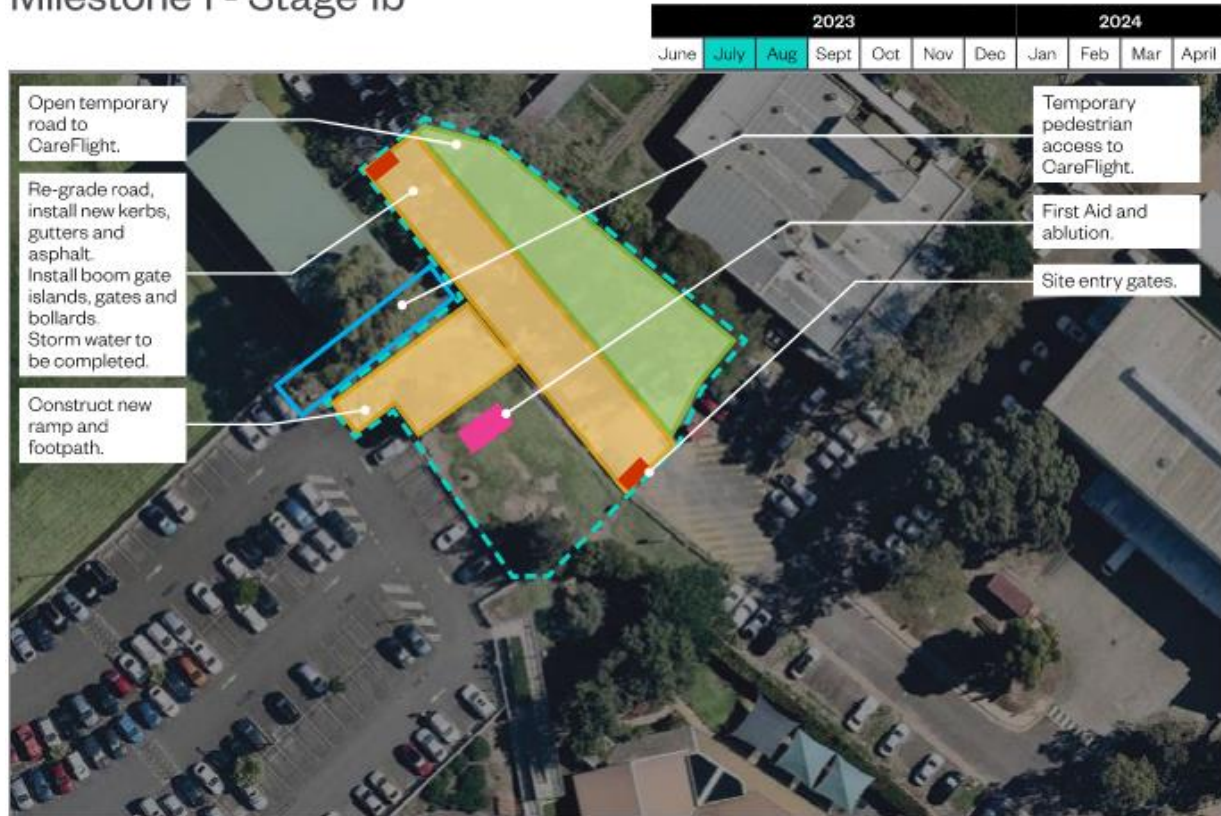 Milestone 1 - Stage 1b
2023 2024
June July Aug Sept Oct Nov Dec Jan Feb Mar April
Open temporary
road to
CareFlight.
Re-grade road,
install new kerbs,
gutters and
asphalt.
Install boom gate
islands, gates and
bollards.
Storm water to
be completed.
Construct new
ramp and
footpath.
Temporary
pedestrian
access to
CareFlight.
First Aid and
ablution.
Site entry gates.